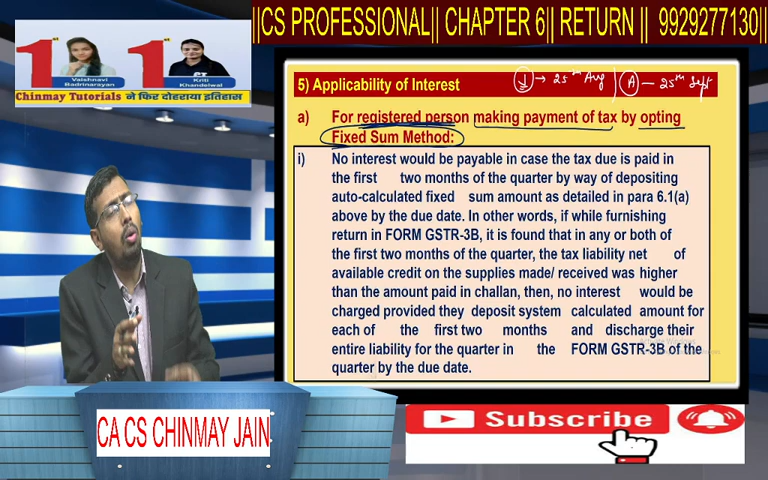 ||CS PROFESSIONAL|| CHAPTER 6|| RETURN || 9929277130||
1st
1st
Vaishnavi Badrinarayan
Kriti Khandelwal
Chinmay Tutorials ने फिर दोहराया इतिहास
5) Applicability of Interest
J → 25th Aug | A — 25th Sept
a) For registered person making payment of tax by opting
Fixed Sum Method:
i) No interest would be payable in case the tax due is paid in
the first two months of the quarter by way of depositing
auto-calculated fixed sum amount as detailed in para 6.1(a)
above by the due date. In other words, if while furnishing
return in FORM GSTR-3B, it is found that in any or both of
the first two months of the quarter, the tax liability net of
available credit on the supplies made/ received was higher
than the amount paid in challan, then, no interest would be
charged provided they deposit system calculated amount for
each of the first two months and discharge their
entire liability for the quarter in the FORM GSTR-3B of the
quarter by the due date.
CA CS CHINMAY JAIN
Subscribe